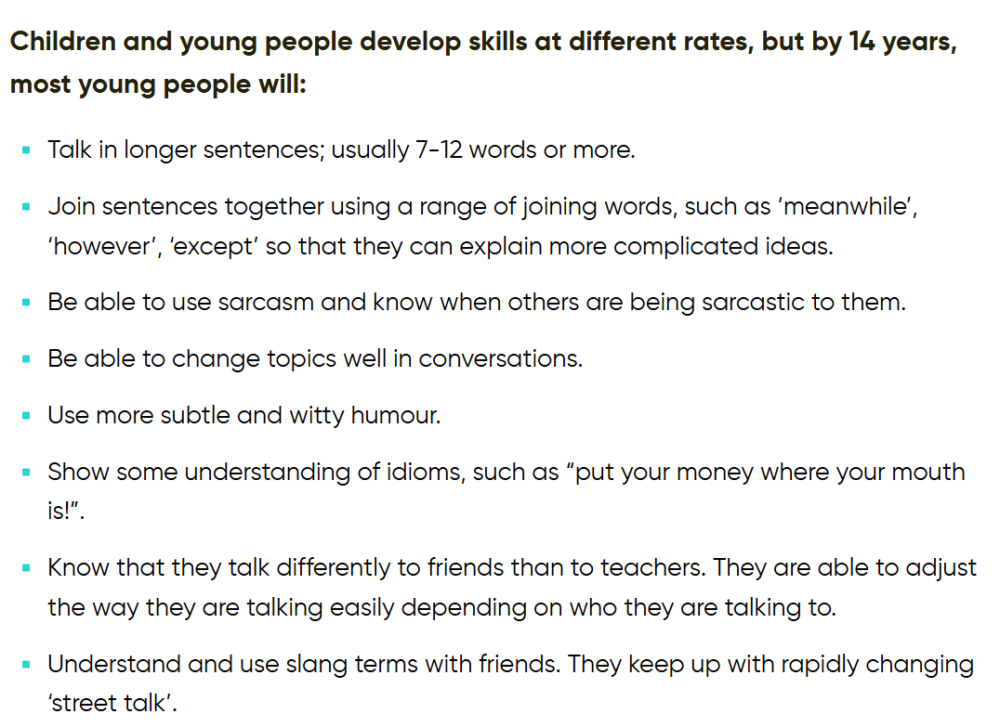 Children and young people develop skills at different rates, but by 14 years,
most young people will:
Talk in longer sentences; usually 7-12 words or more.
Join sentences together using a range of joining words, such as ‘meanwhile’,
‘however’, ‘except’ so that they can explain more complicated ideas.
Be able to use sarcasm and know when others are being sarcastic to them.
Be able to change topics well in conversations.
Use more subtle and witty humour.
Show some understanding of idioms, such as “put your money where your mouth
is!”.
Know that they talk differently to friends than to teachers. They are able to adjust
the way they are talking easily depending on who they are talking to.
Understand and use slang terms with friends. They keep up with rapidly changing
‘street talk’.